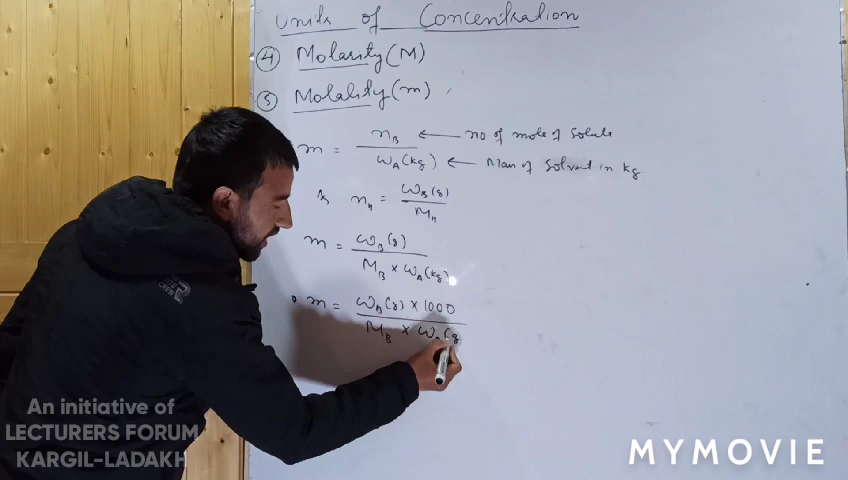 Units of Concentration
④ Molarity(M)
⑤ Molality(m)
m = n_B / W_A(kg)
← no of mole of solute
← Mass of solvent in kg
n_B = W_B(g) / M_B
m = W_B(g) / M_B × W_A(kg)
m = W_B(g) × 1000 / M_B × W_A(g
An initiative of
LECTURERS FORUM
KARGIL-LADAKH
MYMOVIE